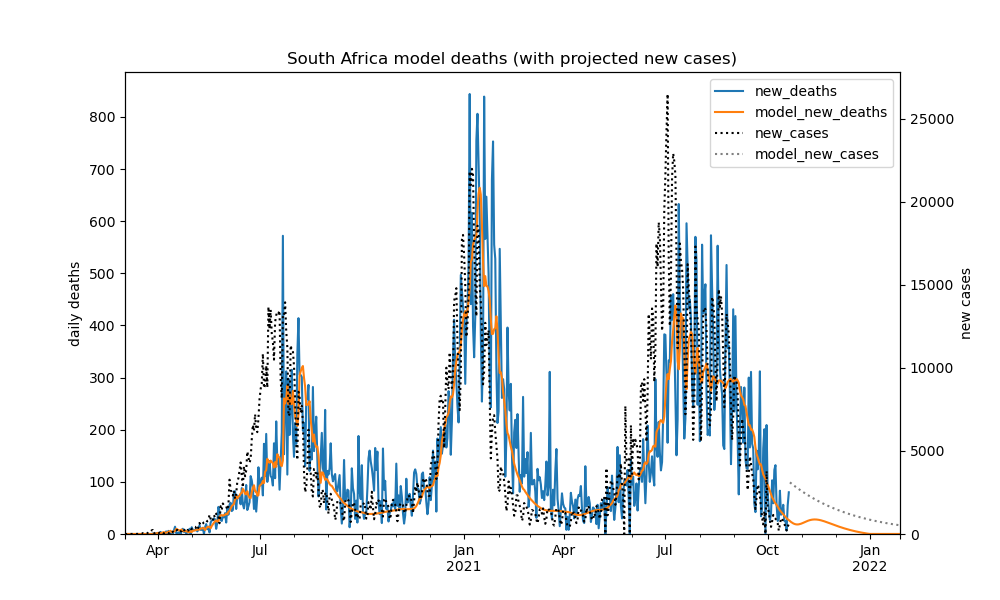 South Africa model deaths (with projected new cases)
new_deaths
model_new_deaths
new_cases
model_new_cases
daily deaths
800
700
600
500
400
300
200
100
0
25000
20000
15000
10000
5000
0
new cases
Apr
Jul
Oct
Jan
2021
Apr
Jul
Oct
Jan
2022